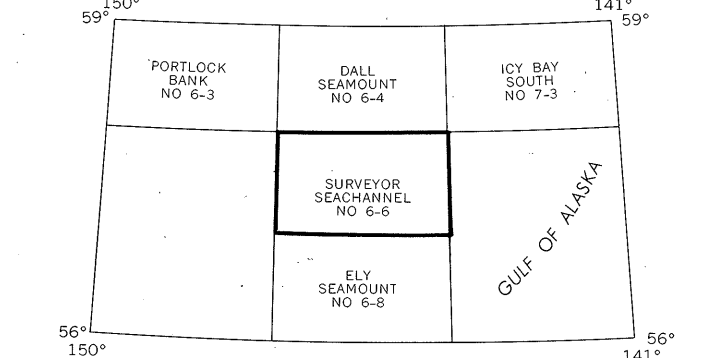 150° 141°
59° 59°
PORTLOCK
BANK
NO 6-3
DALL
SEAMOUNT
NO 6-4
ICY BAY
SOUTH
NO 7-3
SURVEYOR
SEACHANNEL
NO 6-6
GULF OF ALASKA
ELY
SEAMOUNT
NO 6-8
56° 56°
150° 141°